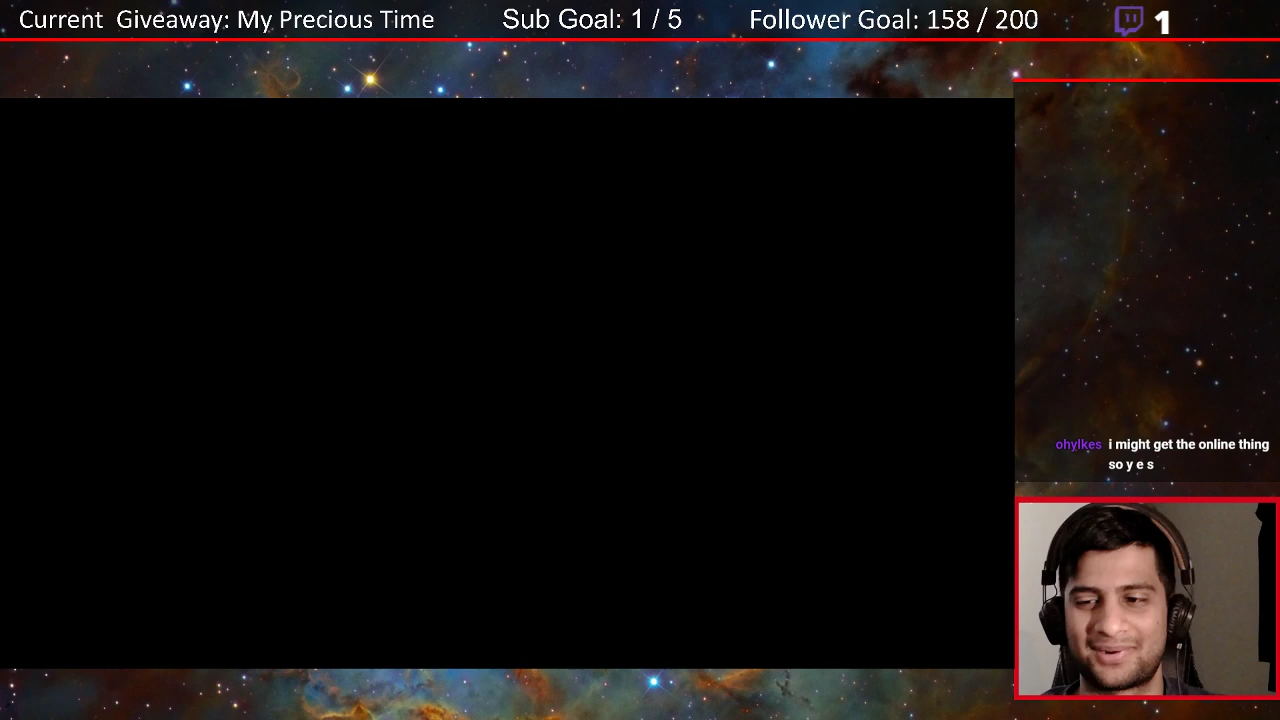 Current Giveaway: My Precious Time Sub Goal: 1 / 5 Follower Goal: 158 / 200 1
ohylkes i might get the online thing
so y e s